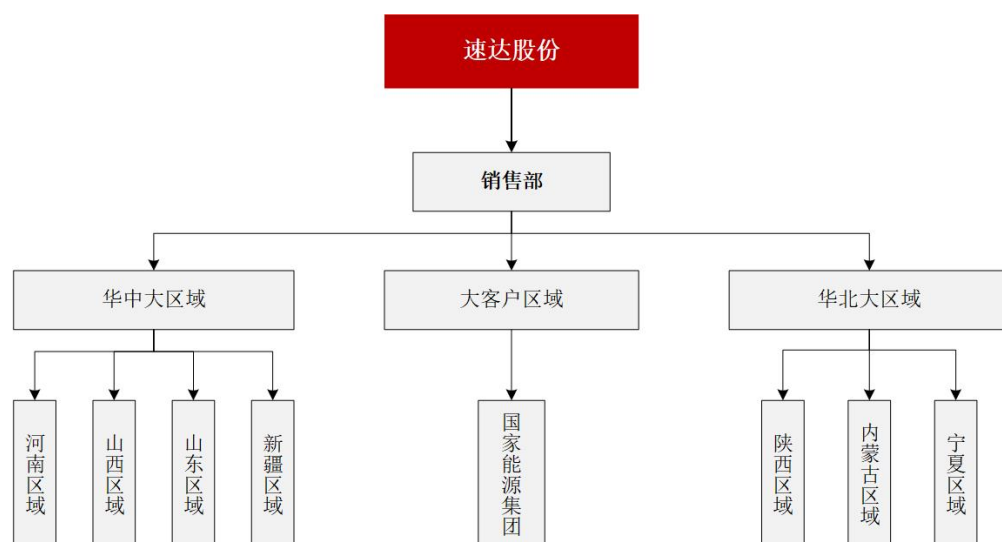 速达股份
销售部
华中大区域
大客户区域
华北大区域
河南区域
山西区域
山东区域
新疆区域
国家能源集团
陕西区域
内蒙古区域
宁夏区域